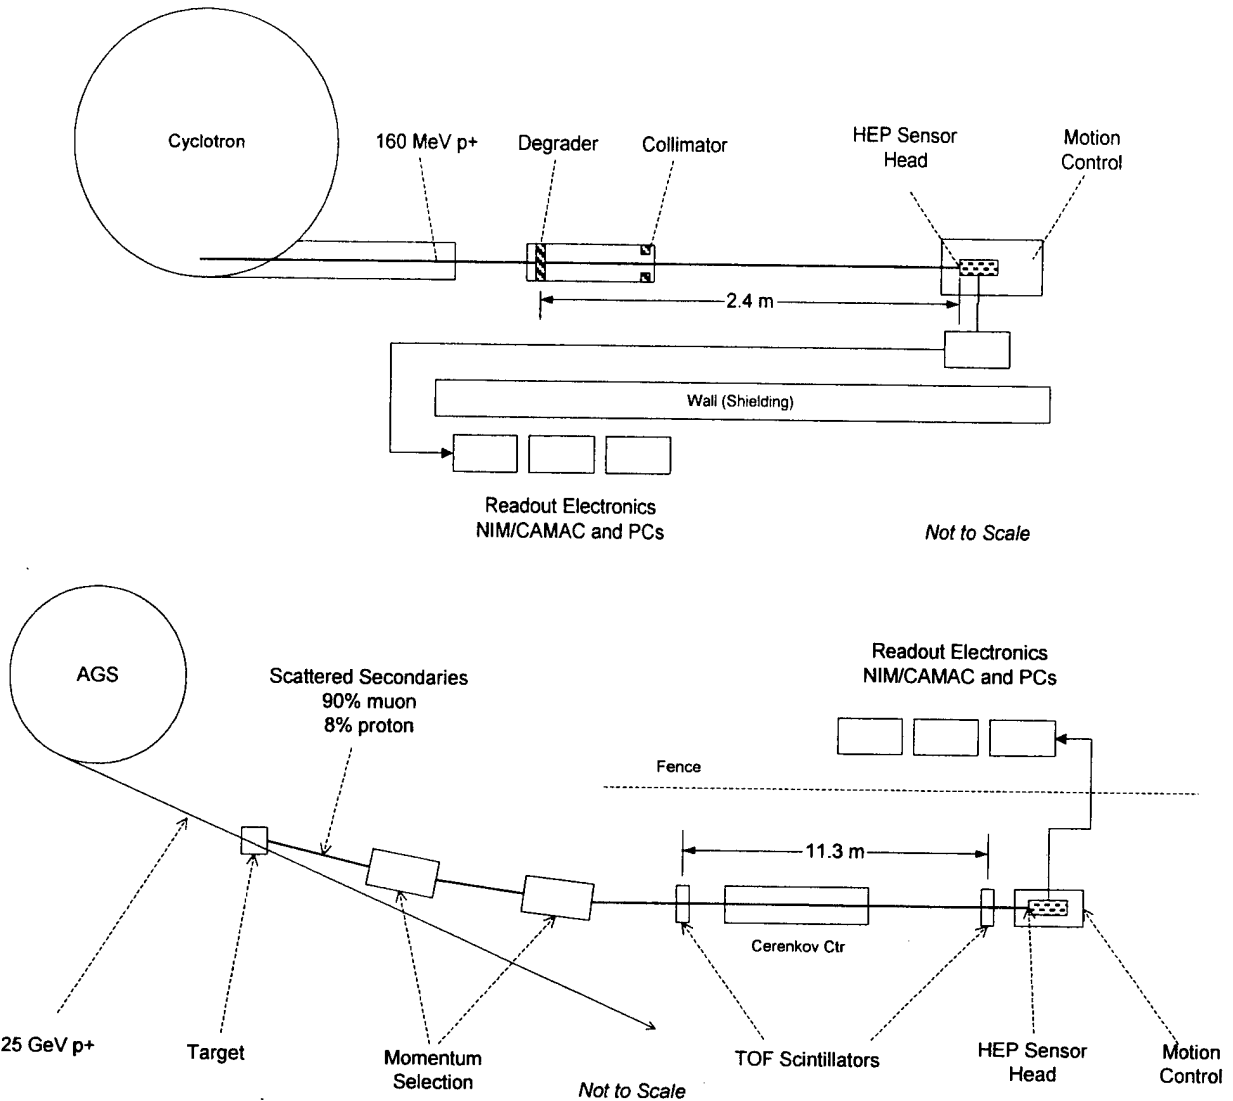 Cyclotron
160 MeV p+
Degrader
Collimator
HEP Sensor
Head
Motion
Control
2.4 m
Wall (Shielding)
Readout Electronics
NIM/CAMAC and PCs
Not to Scale
AGS
Scattered Secondaries
90% muon
8% proton
Readout Electronics
NIM/CAMAC and PCs
Fence
11.3 m
Cerenkov Ctr
25 GeV p+
Target
Momentum
Selection
TOF Scintillators
HEP Sensor
Head
Motion
Control
Not to Scale